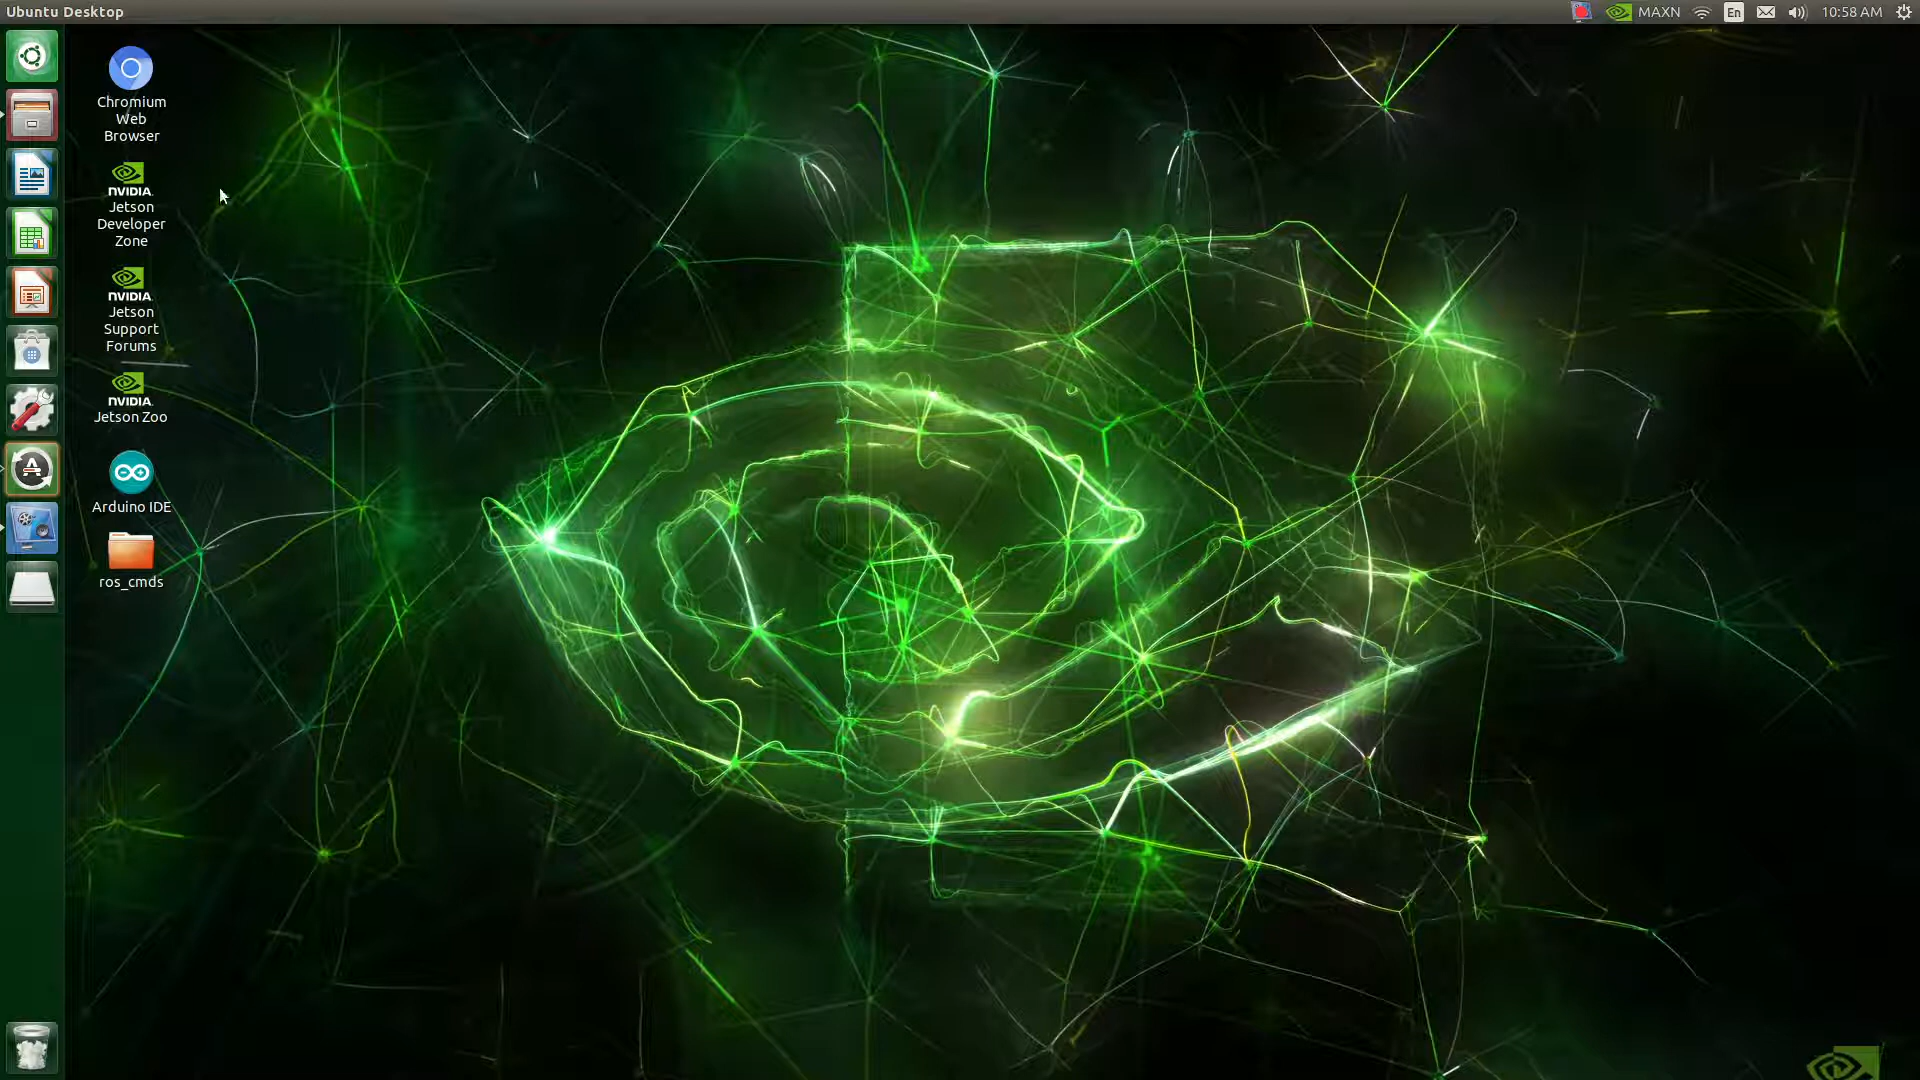 Ubuntu Desktop
MAXN
En
10:58 AM
Chromium
Web
Browser
NVIDIA.
Jetson
Developer
Zone
NVIDIA.
Jetson
Support
Forums
NVIDIA.
Jetson Zoo
Arduino IDE
ros_cmds